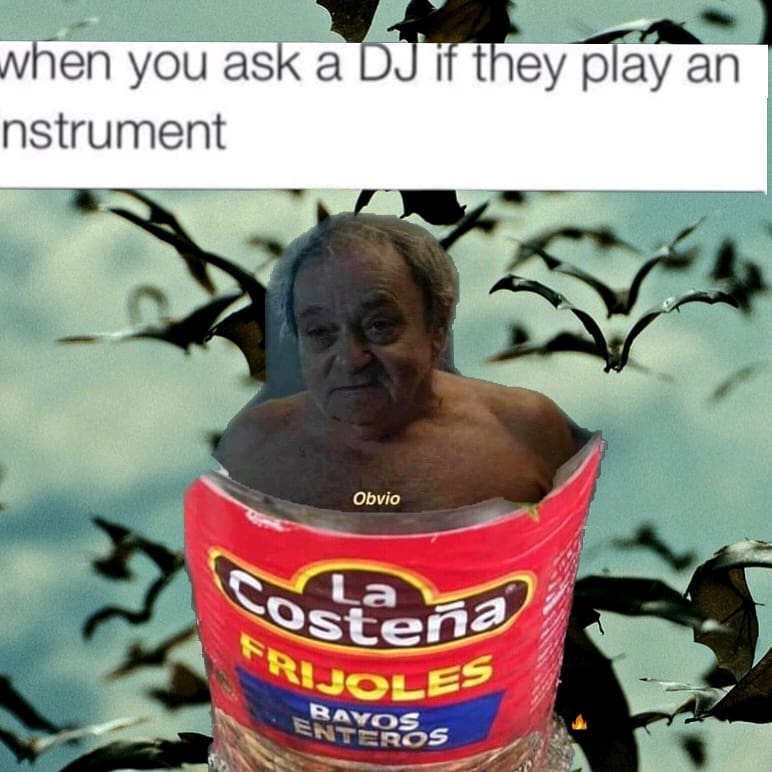 when you ask a DJ if they play an
nstrument
Obvio
La
Costeña
FRIJOLES
BAYOS
ENTEROS